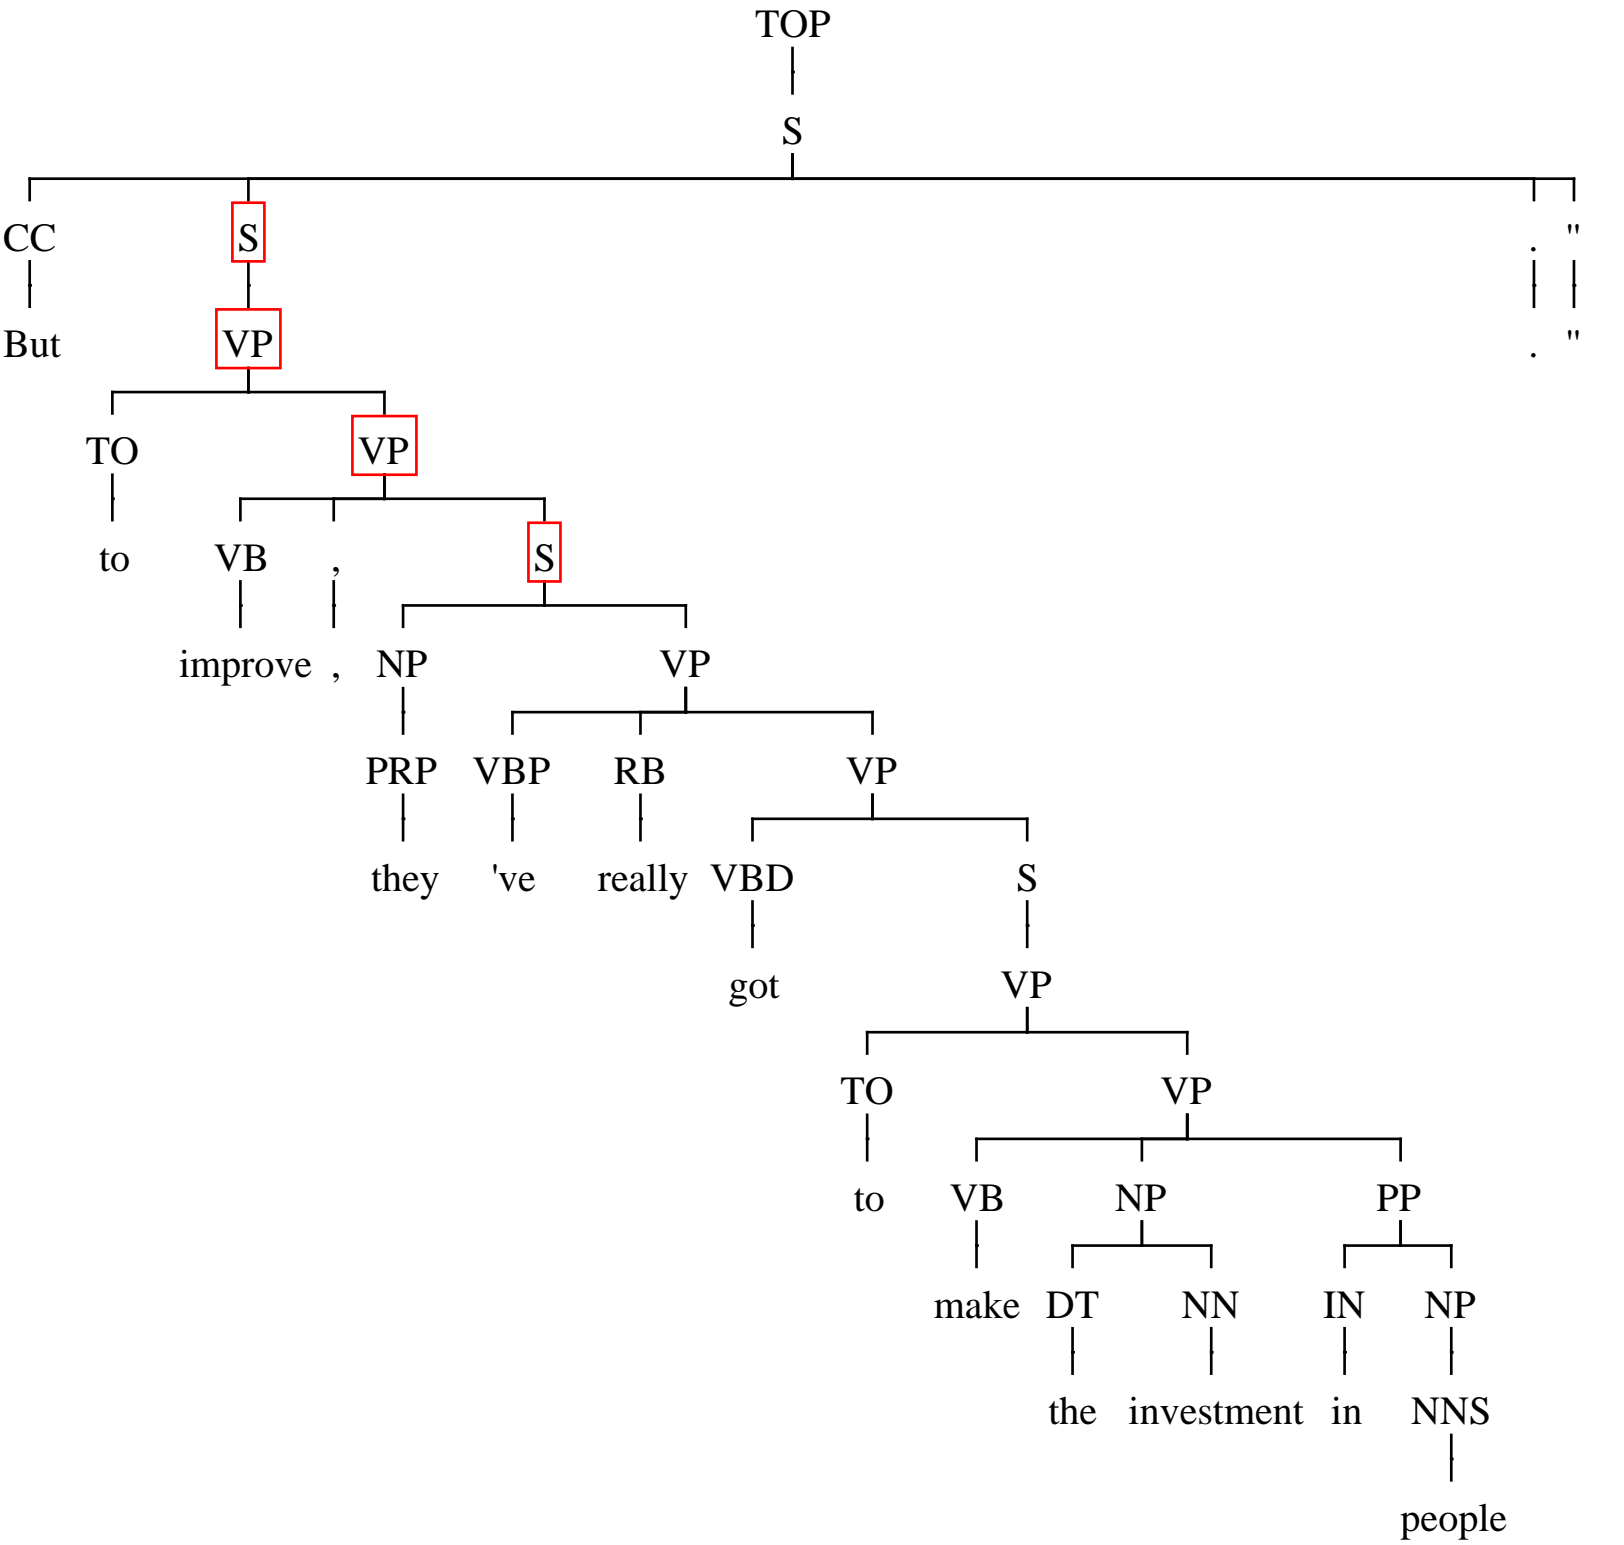 TOP
S
CC S . "
But VP . "
TO VP
to VB , S
improve , NP VP
PRP VBP RB VP
they 've really VBD S
got VP
TO VP
to VB NP PP
make DT NN IN NP
the investment in NNS
people